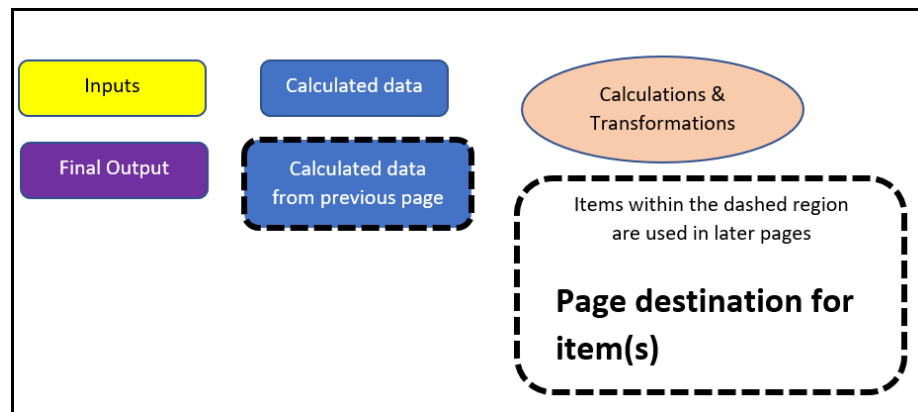 Inputs
Calculated data
Calculations &
Transformations
Final Output
Calculated data
from previous page
Items within the dashed region
are used in later pages
Page destination for
item(s)